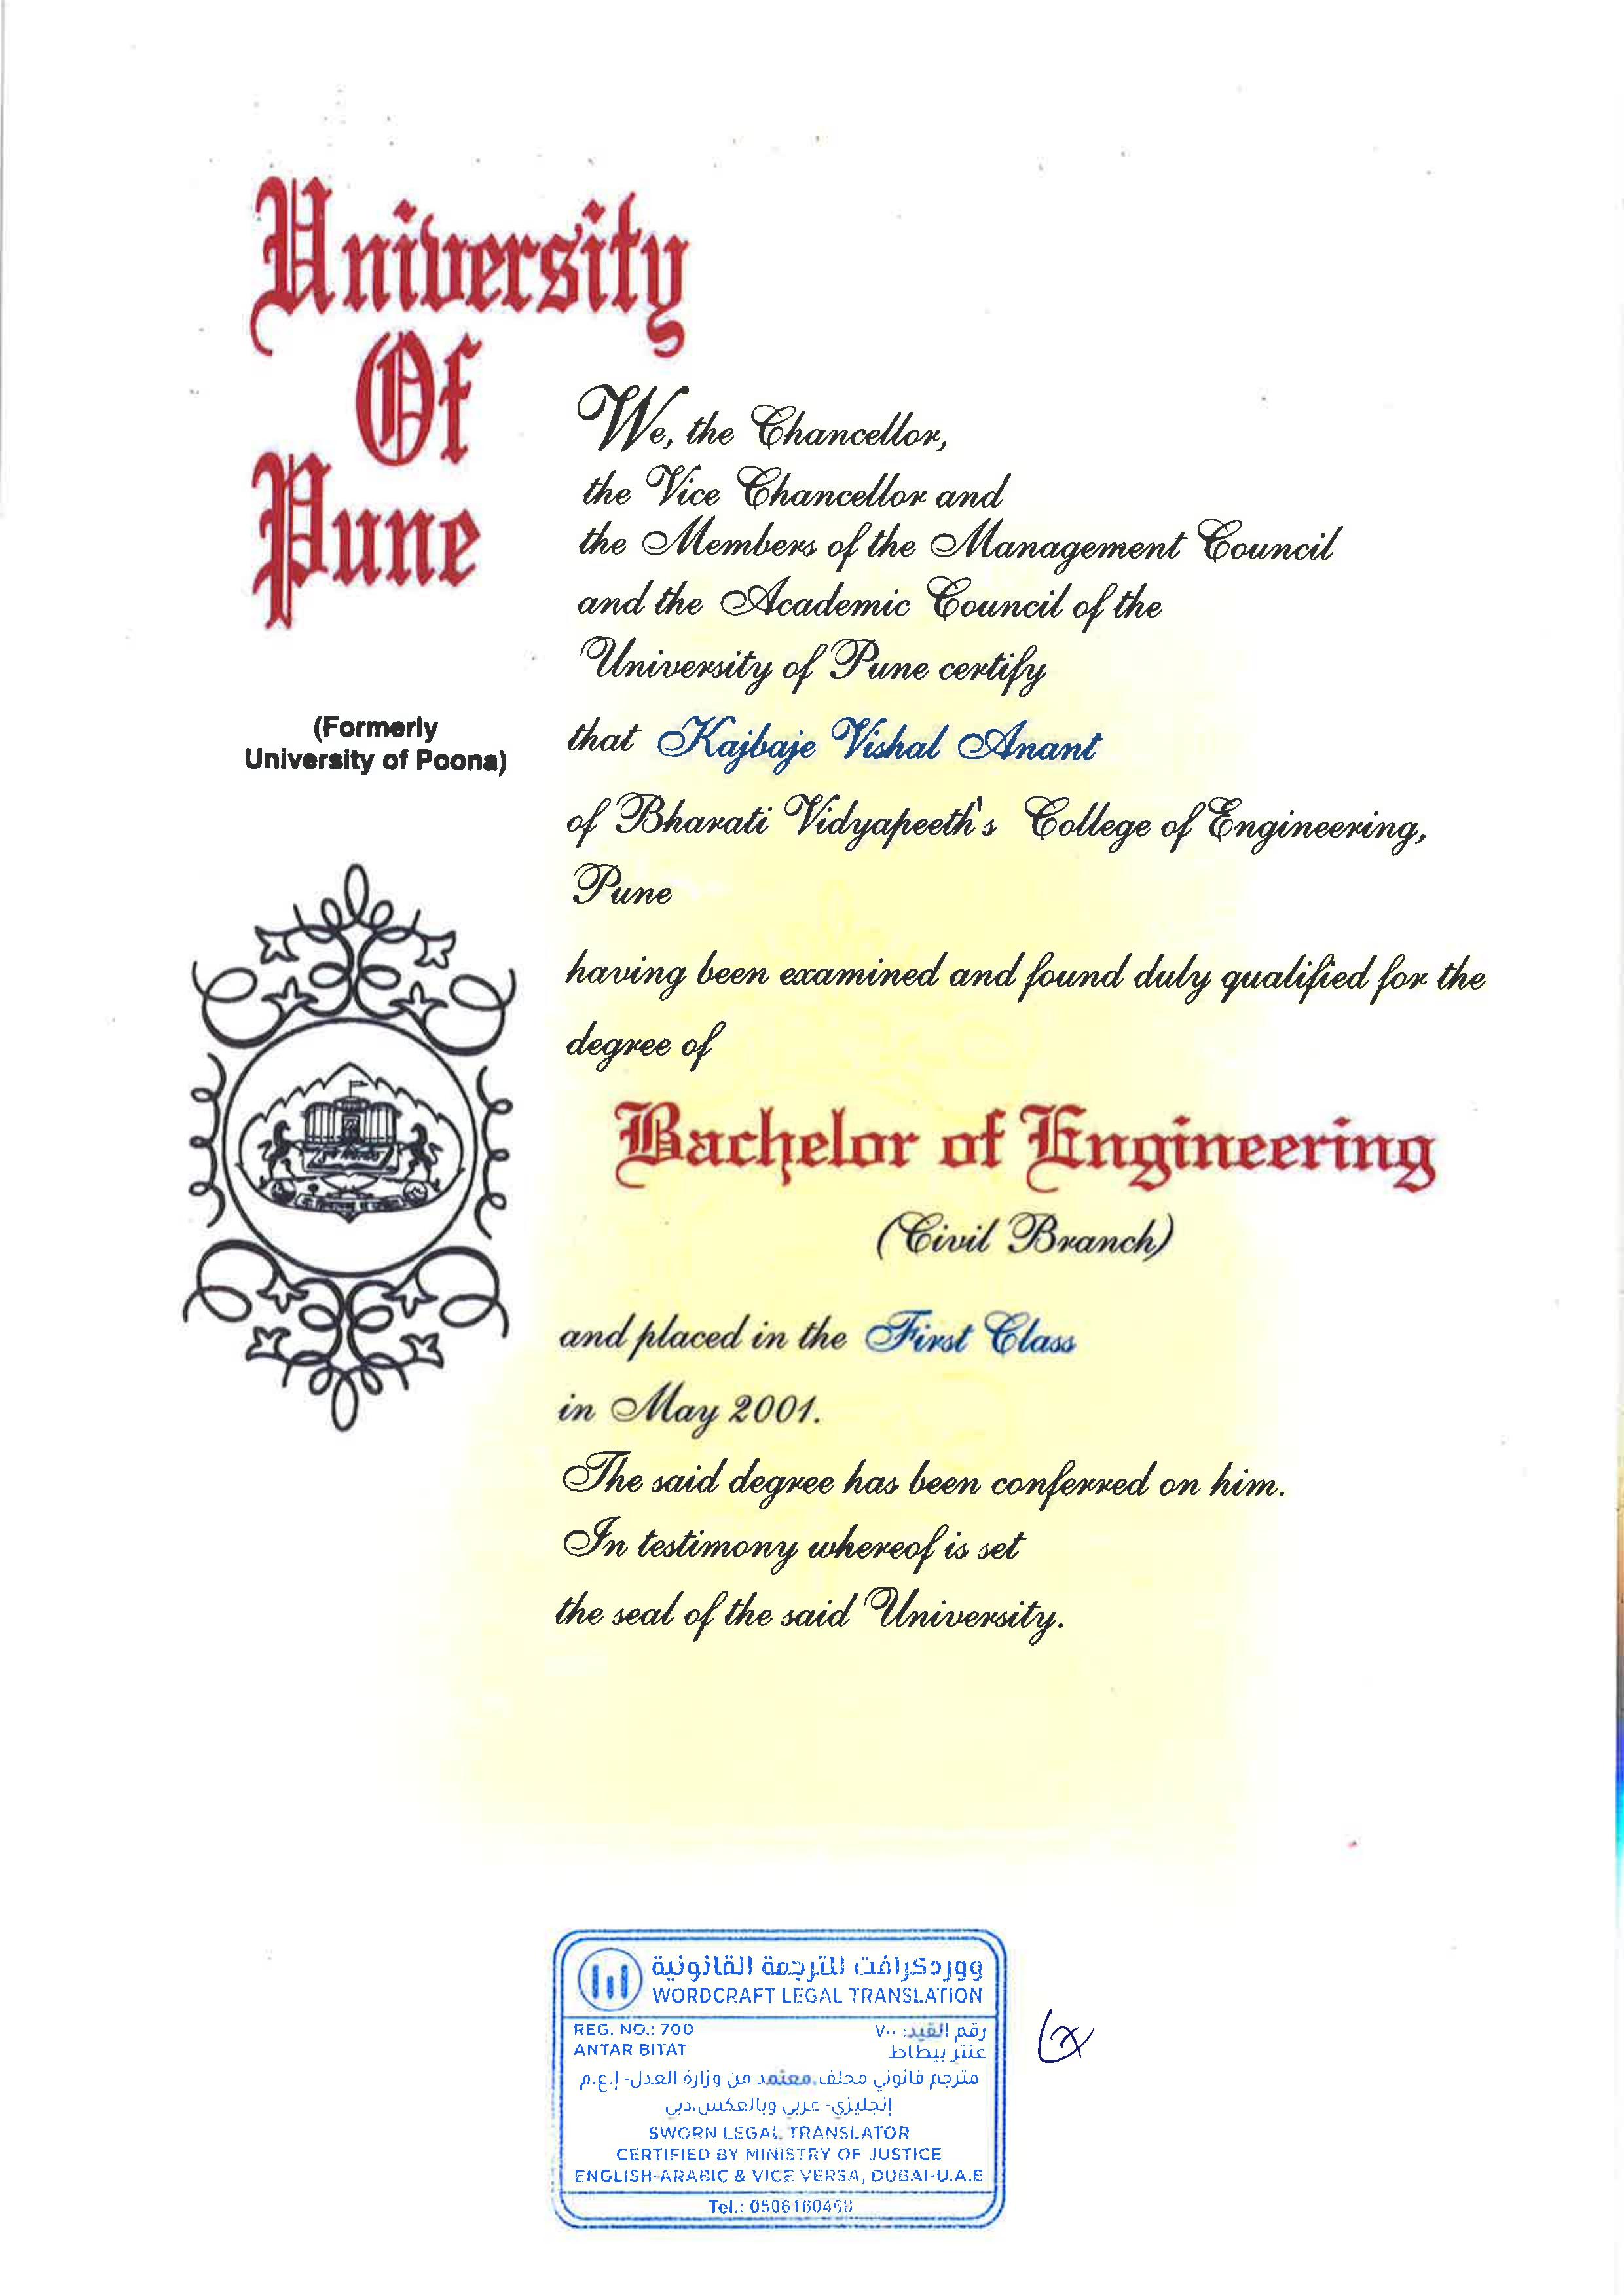 University
Of
Pune
(Formerly
University of Poona)
We, the Chancellor,
the Vice Chancellor and
the Members of the Management Council
and the Academic Council of the
University of Pune certify
that Kajbaje Vishal Anant
of Bharati Vidyapeeth's College of Engineering,
Pune
having been examined and found duly qualified for the
degree of
Bachelor of Engineering
(Civil Branch)
and placed in the First Class
in May 2001.
The said degree has been conferred on him.
In testimony whereof is set
the seal of the said University.
ووردكرافت للترجمة القانونية
WORDCRAFT LEGAL TRANSLATION
REG. NO.: 700 رقم القيد: ٧٠٠
ANTAR BITAT عنتر بيطاط
مترجم قانوني محلف معتمد من وزارة العدل - إ.ع.م
إنجليزي - عربي وبالعكس، دبي
SWORN LEGAL TRANSLATOR
CERTIFIED BY MINISTRY OF JUSTICE
ENGLISH-ARABIC & VICE VERSA, DUBAI-U.A.E
Tel.: